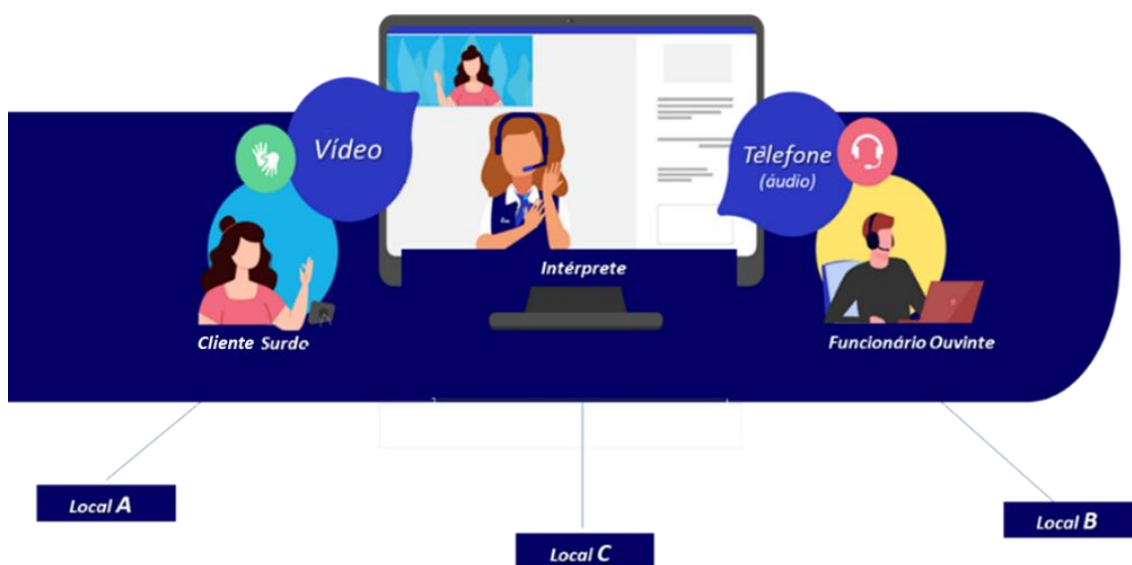 Vídeo
Telefone
(áudio)
Intérprete
Cliente Surdo
Funcionário Ouvinte
Local A
Local B
Local C